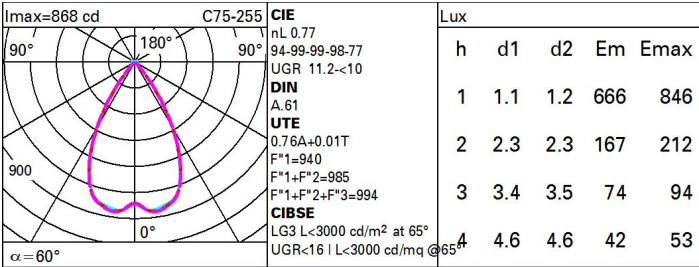 Imax=868 cd C75-255
90° 180° 90°
900
0°
α=60°
CIE
nL 0.77
94-99-99-98-77
UGR 11.2-<10
DIN
A.61
UTE
0.76A+0.01T
F"1=940
F"1+F"2=985
F"1+F"2+F"3=994
CIBSE
LG3 L<3000 cd/m² at 65°
UGR<16 | L<3000 cd/mq @65°
Lux
h d1 d2 Em Emax
1 1.1 1.2 666 846
2 2.3 2.3 167 212
3 3.4 3.5 74 94
4 4.6 4.6 42 53